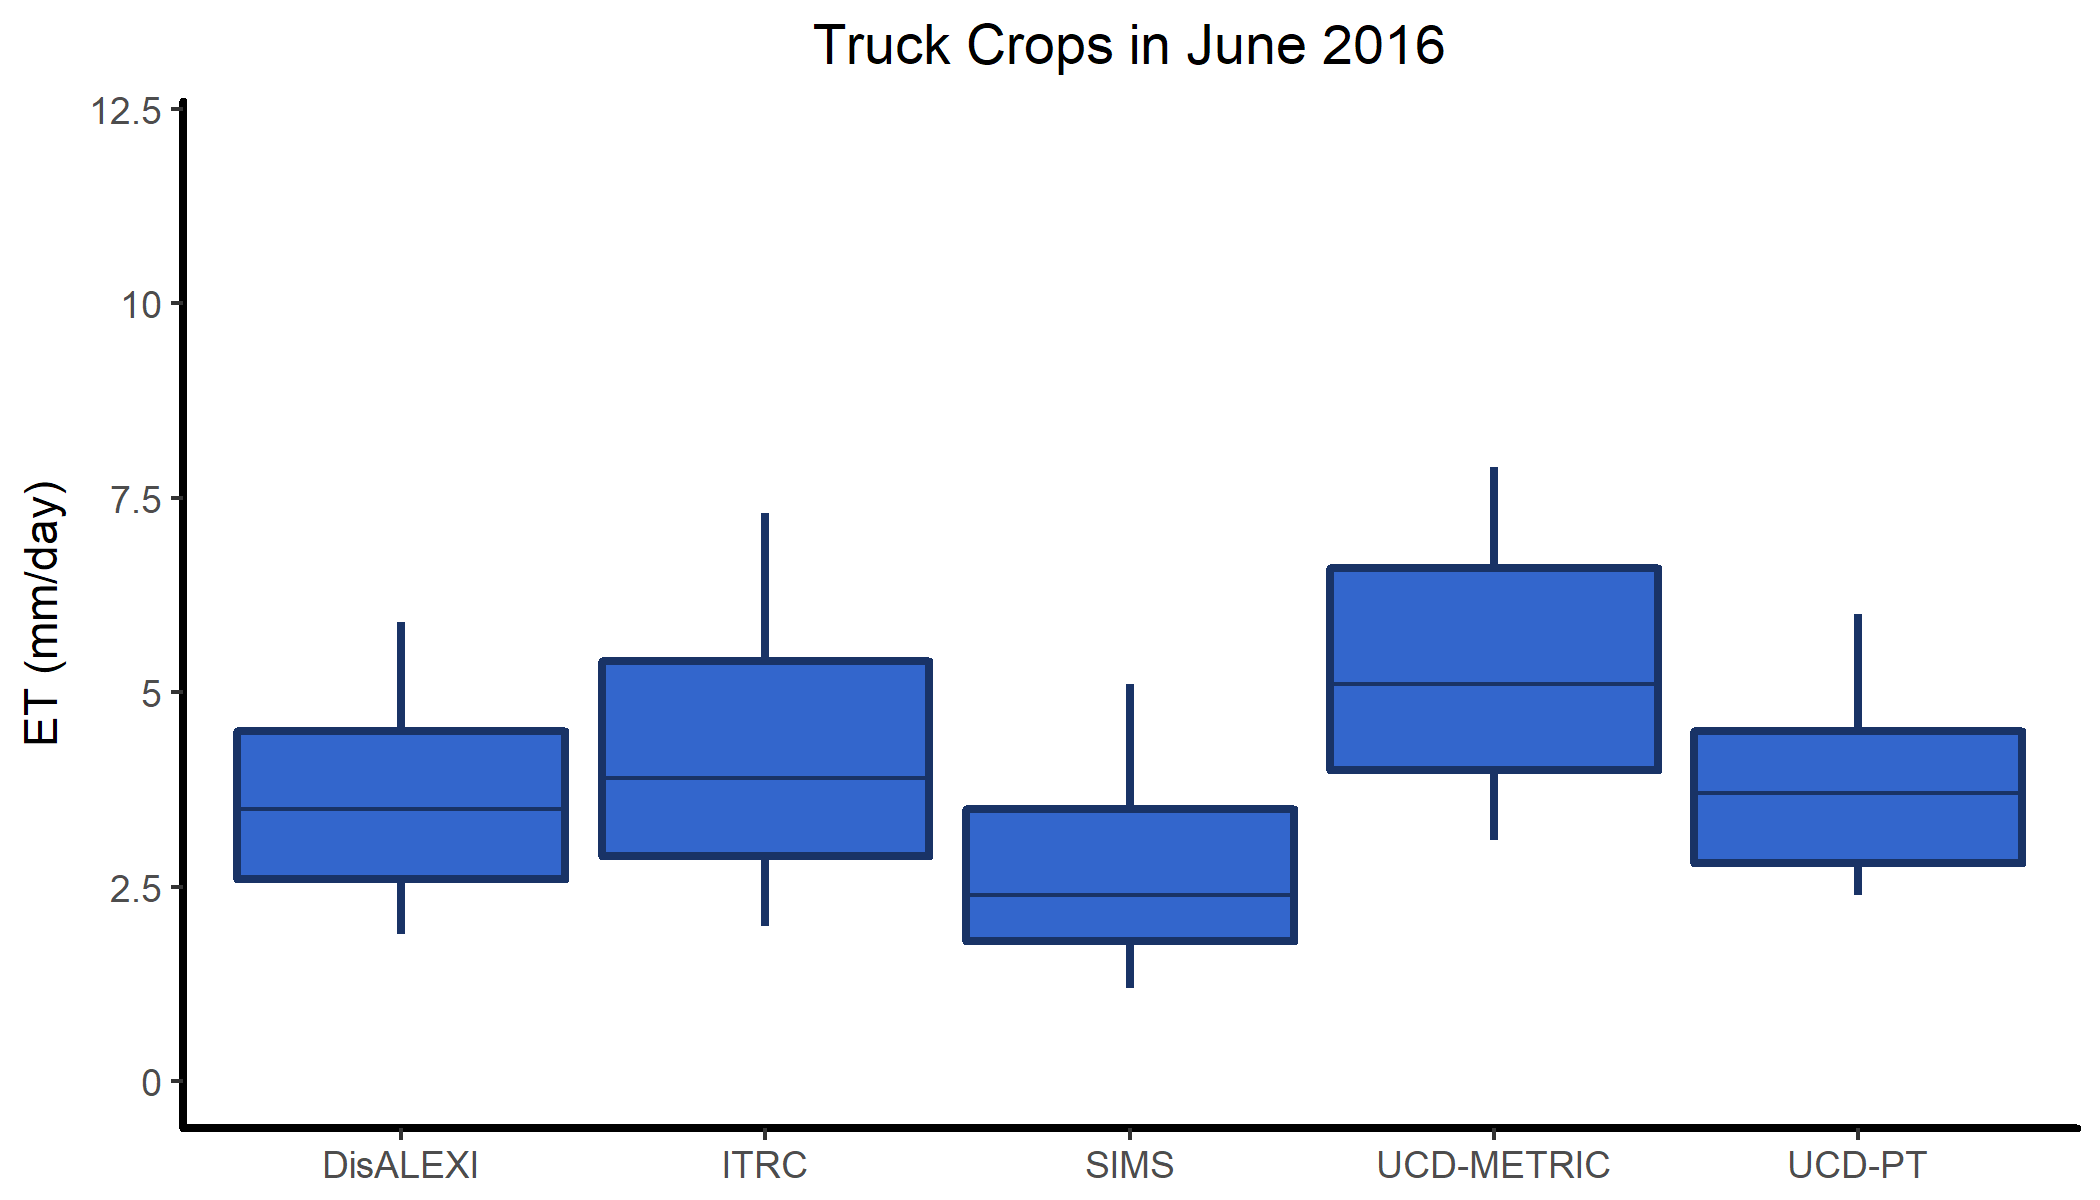 Truck Crops in June 2016
ET (mm/day)
12.5
10
7.5
5
2.5
0
DisALEXI
ITRC
SIMS
UCD-METRIC
UCD-PT